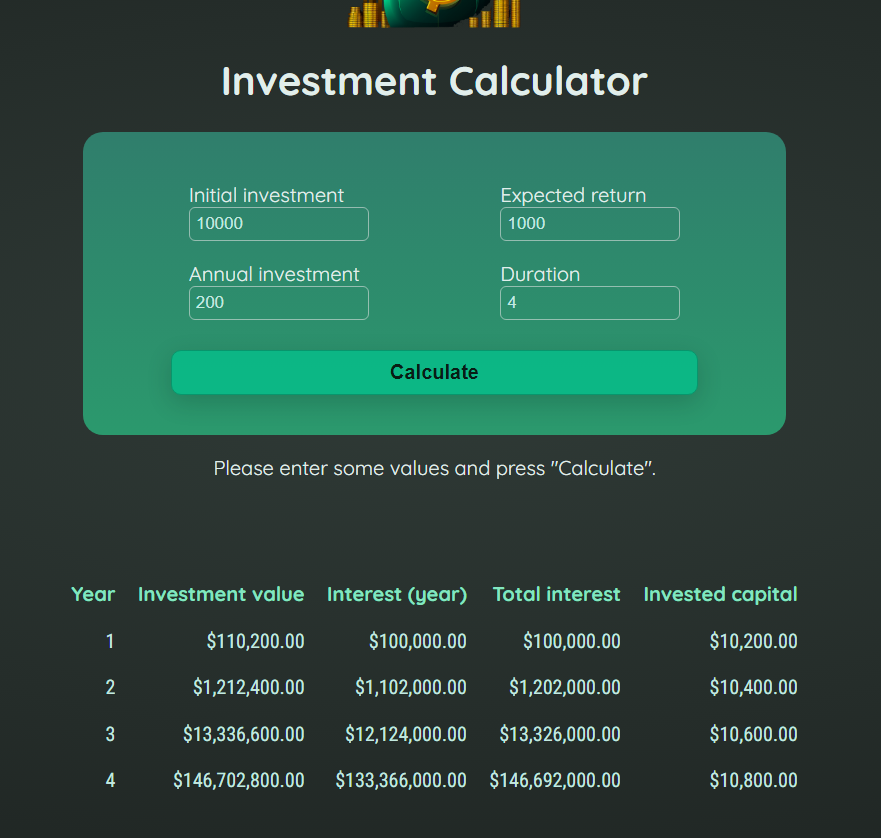 Investment Calculator
Initial investment Expected return
10000 1000
Annual investment Duration
200 4
Calculate
Please enter some values and press "Calculate".
Year Investment value Interest (year) Total interest Invested capital
1 $110,200.00 $100,000.00 $100,000.00 $10,200.00
2 $1,212,400.00 $1,102,000.00 $1,202,000.00 $10,400.00
3 $13,336,600.00 $12,124,000.00 $13,326,000.00 $10,600.00
4 $146,702,800.00 $133,366,000.00 $146,692,000.00 $10,800.00